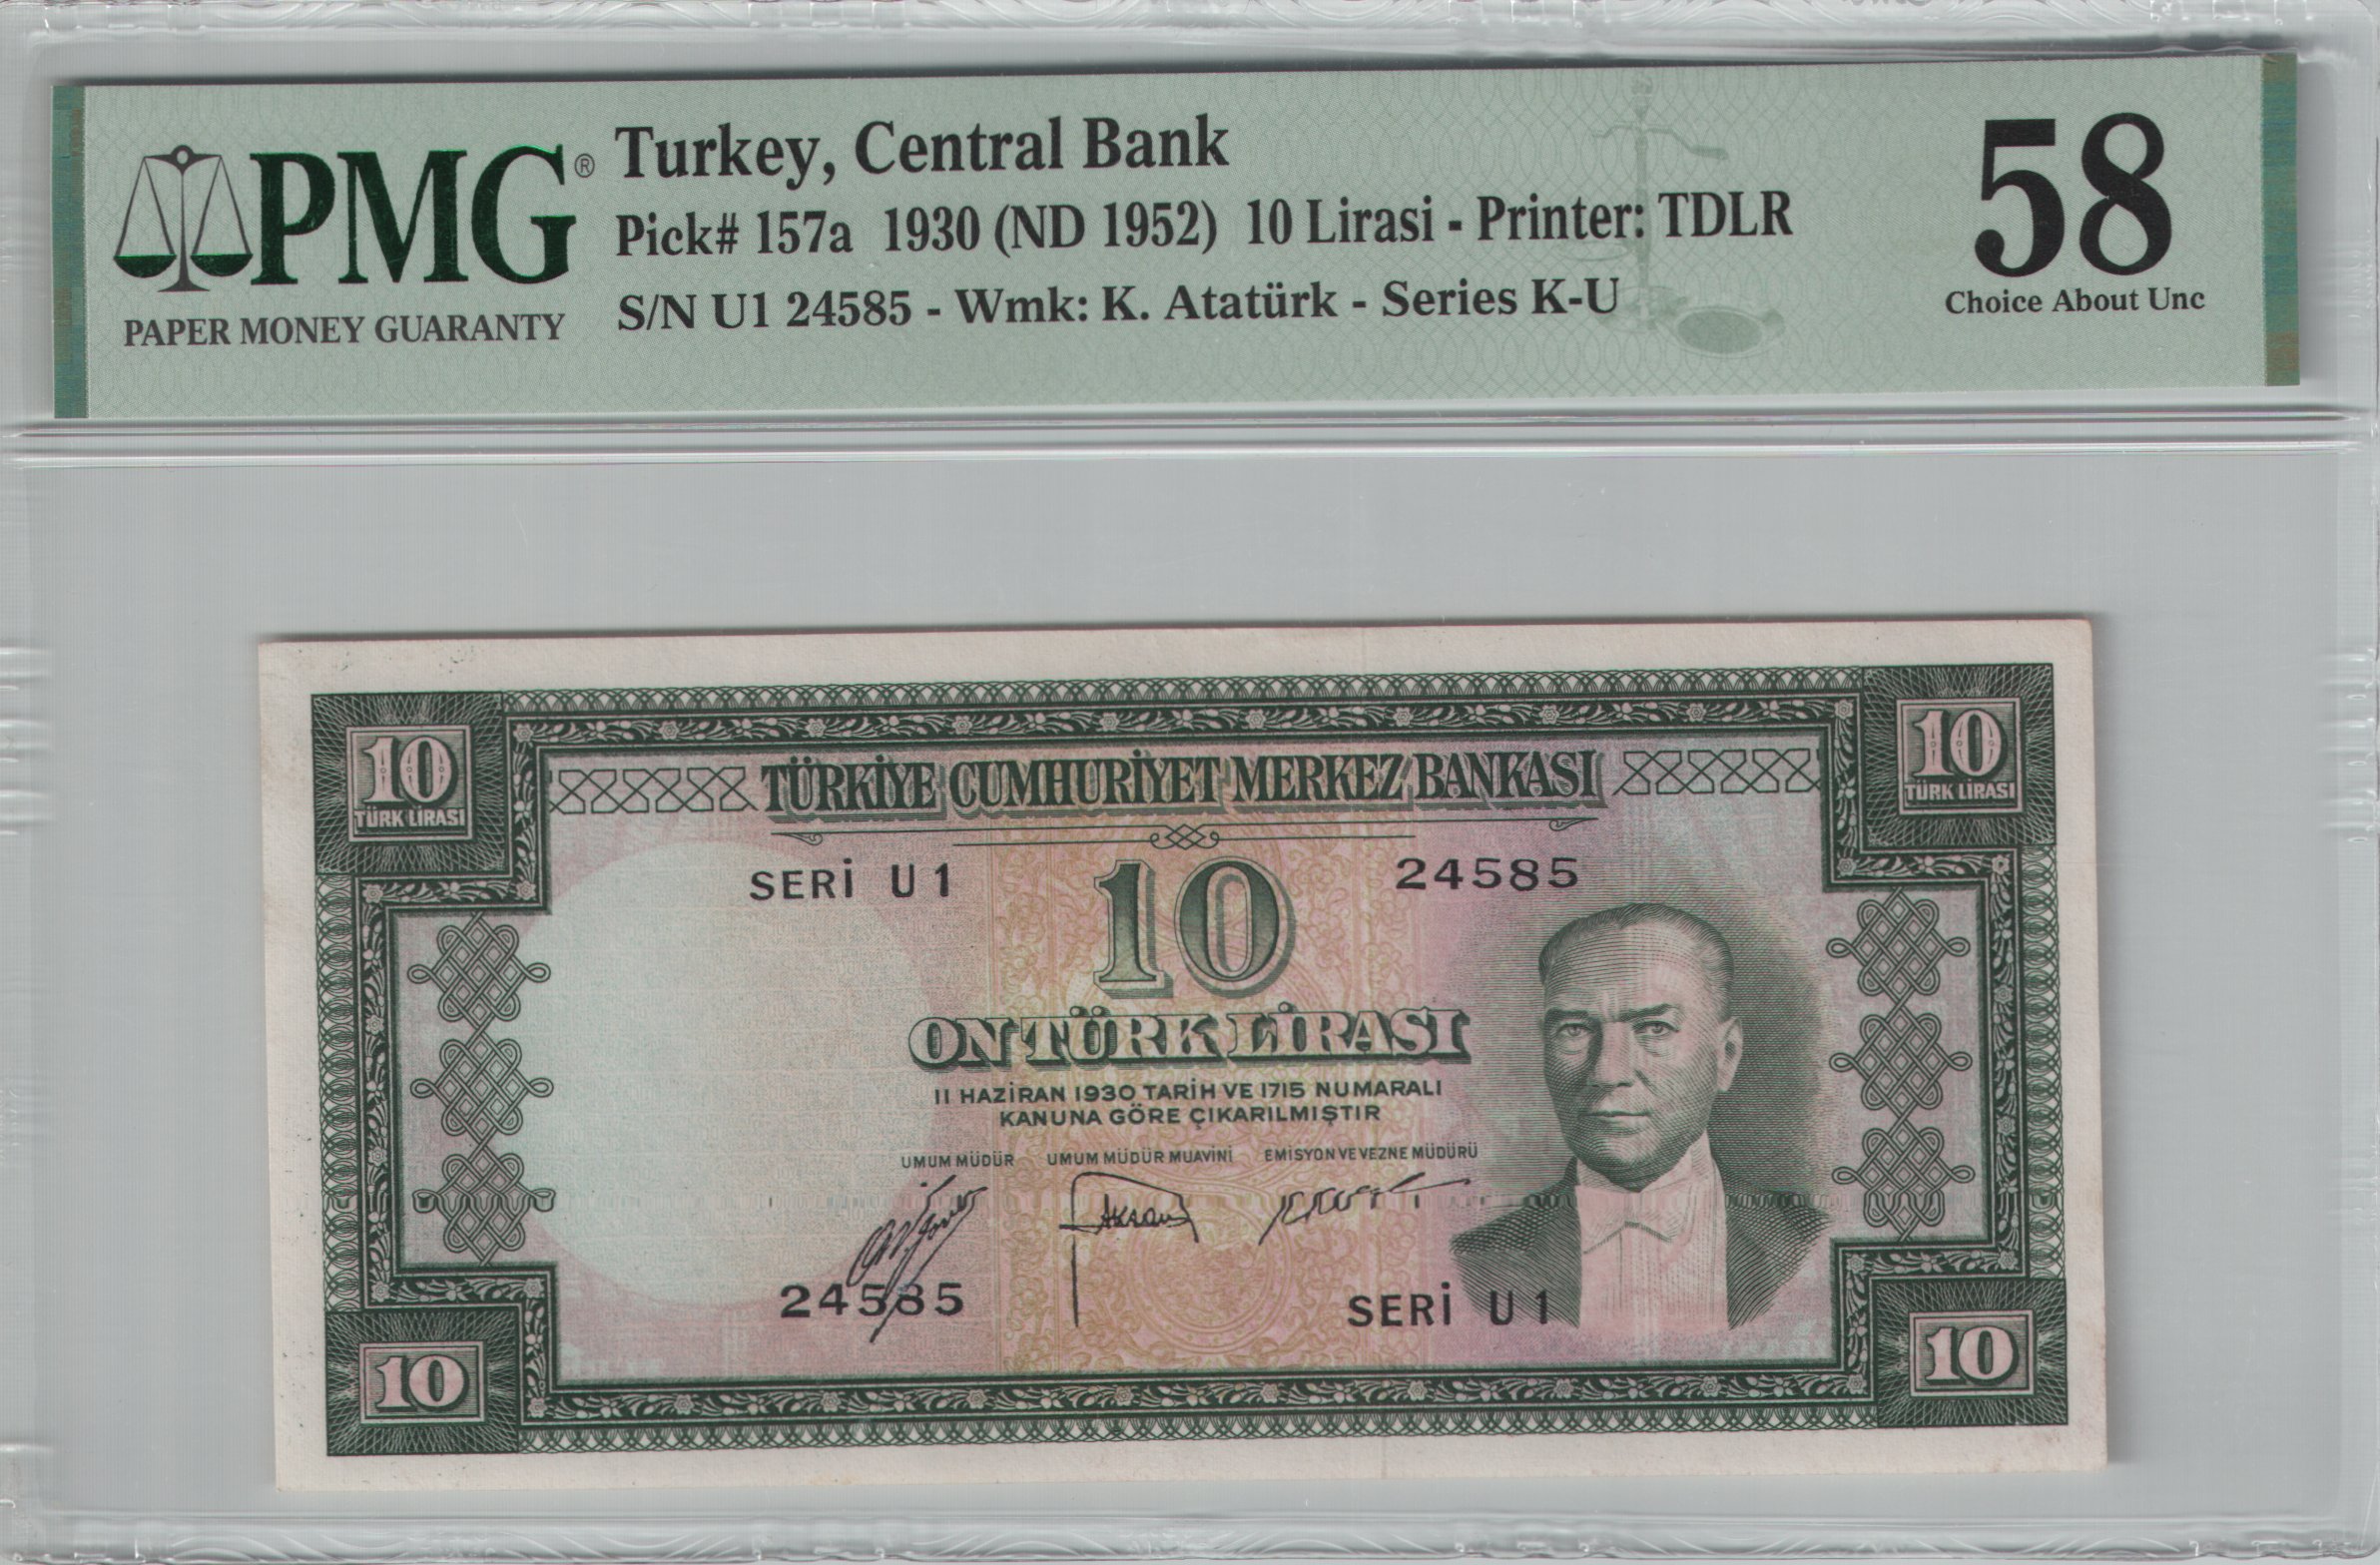 PMG®
PAPER MONEY GUARANTY
Turkey, Central Bank
Pick# 157a 1930 (ND 1952) 10 Lirasi - Printer: TDLR
S/N U1 24585 - Wmk: K. Atatürk - Series K-U
58
Choice About Unc
10
TÜRK LİRASI
TÜRKİYE CUMHURİYET MERKEZ BANKASI
10
TÜRK LİRASI
SERİ U 1
10
24585
ON TÜRK LİRASI
11 HAZİRAN 1930 TARİH VE 1715 NUMARALI
KANUNA GÖRE ÇIKARILMIŞTIR
UMUM MÜDÜR UMUM MÜDÜR MUAVİNİ EMİSYON VE VEZNE MÜDÜRÜ
24585
SERİ U 1
10
10